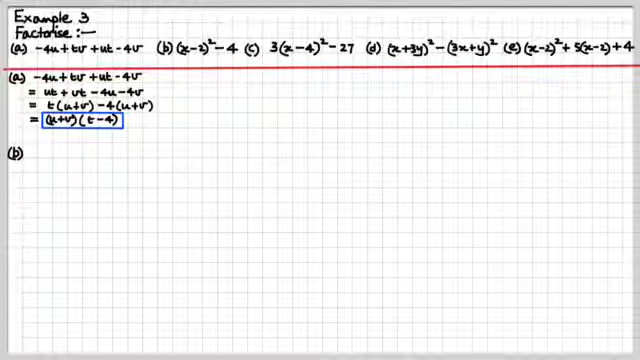 Example 3
Factorise :-
(a) -4u + tv + ut - 4v (b) (x-2)² - 4 (c) 3(x-4)² - 27 (d) (x+3y)² - (3x+y)² (e) (x-2)² + 5(x-2) + 4
(a) -4u + tv + ut - 4v
= ut + vt - 4u - 4v
= t(u+v) - 4(u+v)
= (u+v)(t-4)
(b)